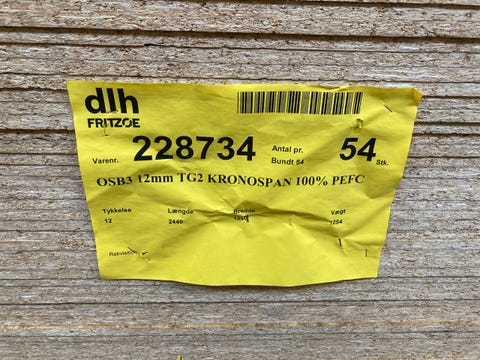 dlh
FRITZOE
Varenr. 228734 Antal pr. Bundt 54 54 Stk.
OSB3 12mm TG2 KRONOSPAN 100% PEFC
Tykkelse Længde Bredde Vægt
12 2440 1254
Rekvisition